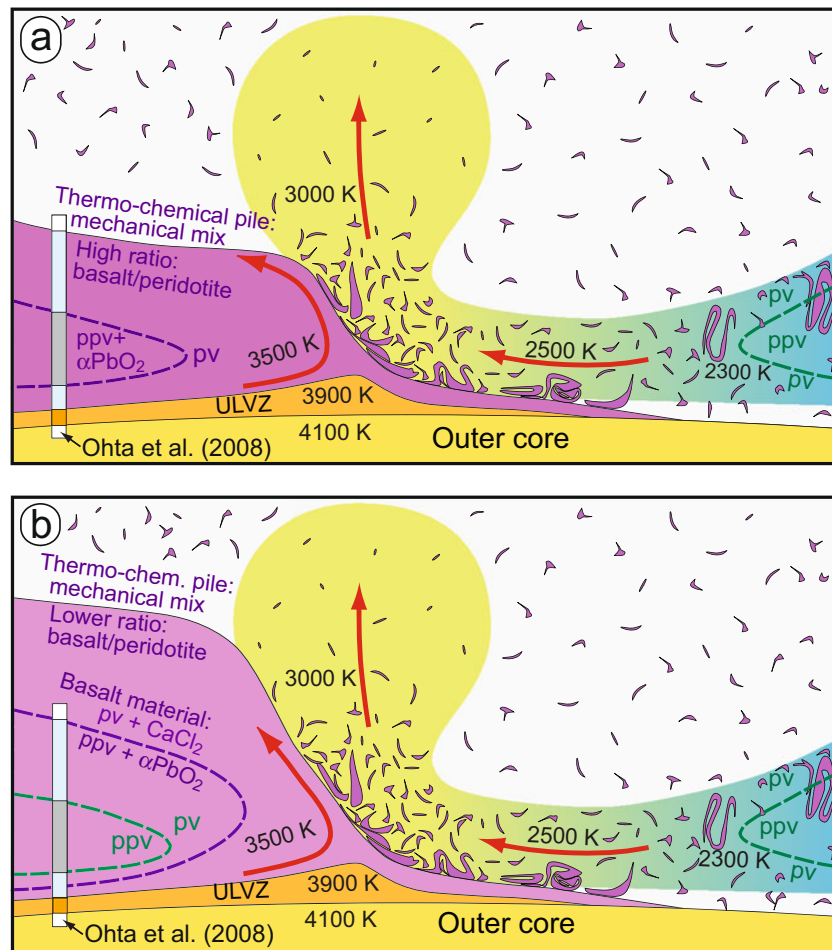 a
3000 K
Thermo-chemical pile:
mechanical mix
High ratio:
basalt/peridotite
ppv+
αPbO₂
pv
3500 K
2500 K
2300 K
pv
ppv
pv
ULVZ
3900 K
4100 K
Outer core
Ohta et al. (2008)
b
Thermo-chem. pile:
mechanical mix
Lower ratio:
basalt/peridotite
3000 K
Basalt material:
pv + CaCl₂
ppv + αPbO₂
pv
ppv
3500 K
2500 K
2300 K
pv
ppv
pv
ULVZ
3900 K
4100 K
Outer core
Ohta et al. (2008)